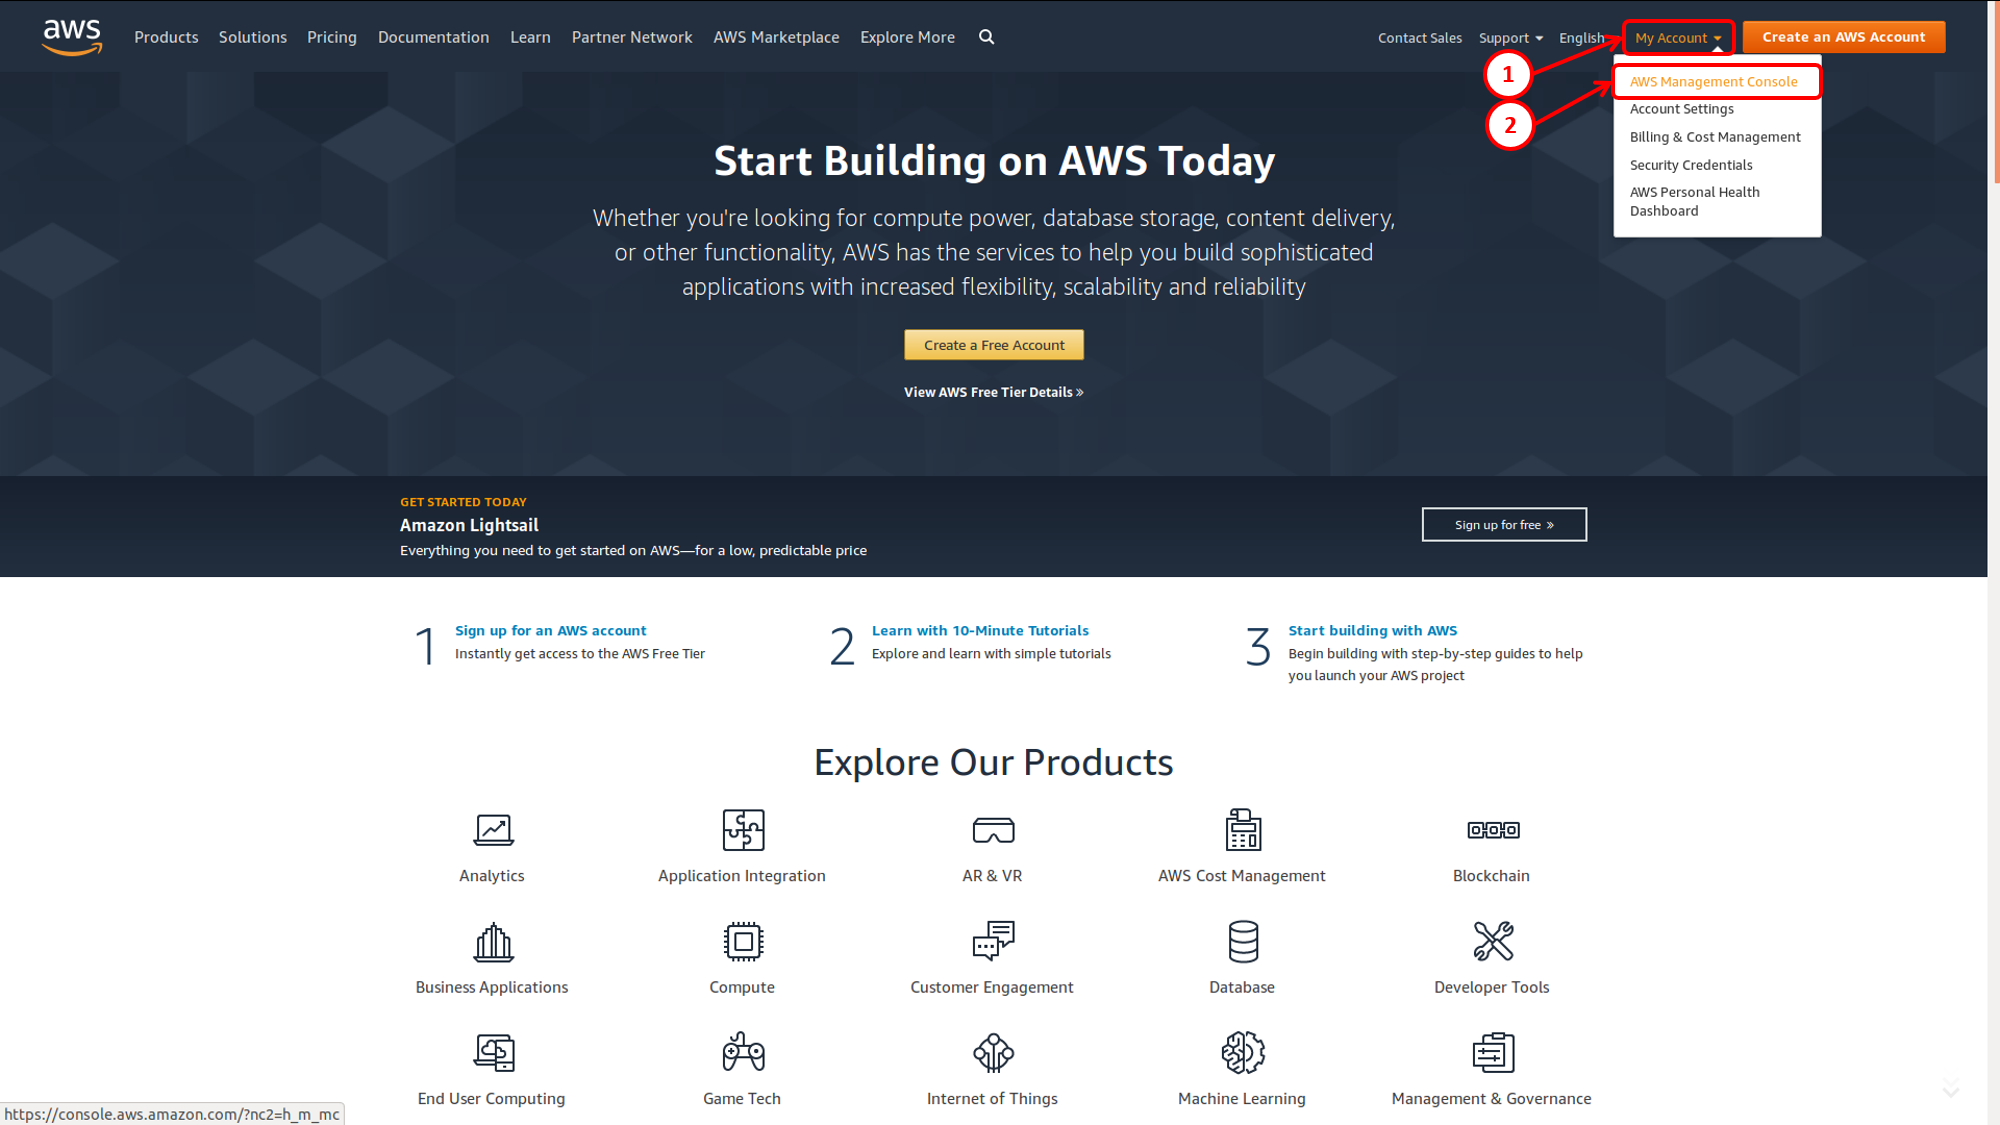 aws
Products Solutions Pricing Documentation Learn Partner Network AWS Marketplace Explore More
Contact Sales Support English My Account Create an AWS Account
1
2
AWS Management Console
Account Settings
Billing & Cost Management
Security Credentials
AWS Personal Health
Dashboard
Start Building on AWS Today
Whether you're looking for compute power, database storage, content delivery,
or other functionality, AWS has the services to help you build sophisticated
applications with increased flexibility, scalability and reliability
Create a Free Account
View AWS Free Tier Details »
GET STARTED TODAY
Amazon Lightsail
Everything you need to get started on AWS—for a low, predictable price
Sign up for free »
1
Sign up for an AWS account
Instantly get access to the AWS Free Tier
2
Learn with 10-Minute Tutorials
Explore and learn with simple tutorials
3
Start building with AWS
Begin building with step-by-step guides to help
you launch your AWS project
Explore Our Products
Analytics Application Integration AR & VR AWS Cost Management Blockchain
Business Applications Compute Customer Engagement Database Developer Tools
End User Computing Game Tech Internet of Things Machine Learning Management & Governance
https://console.aws.amazon.com/?nc2=h_m_mc